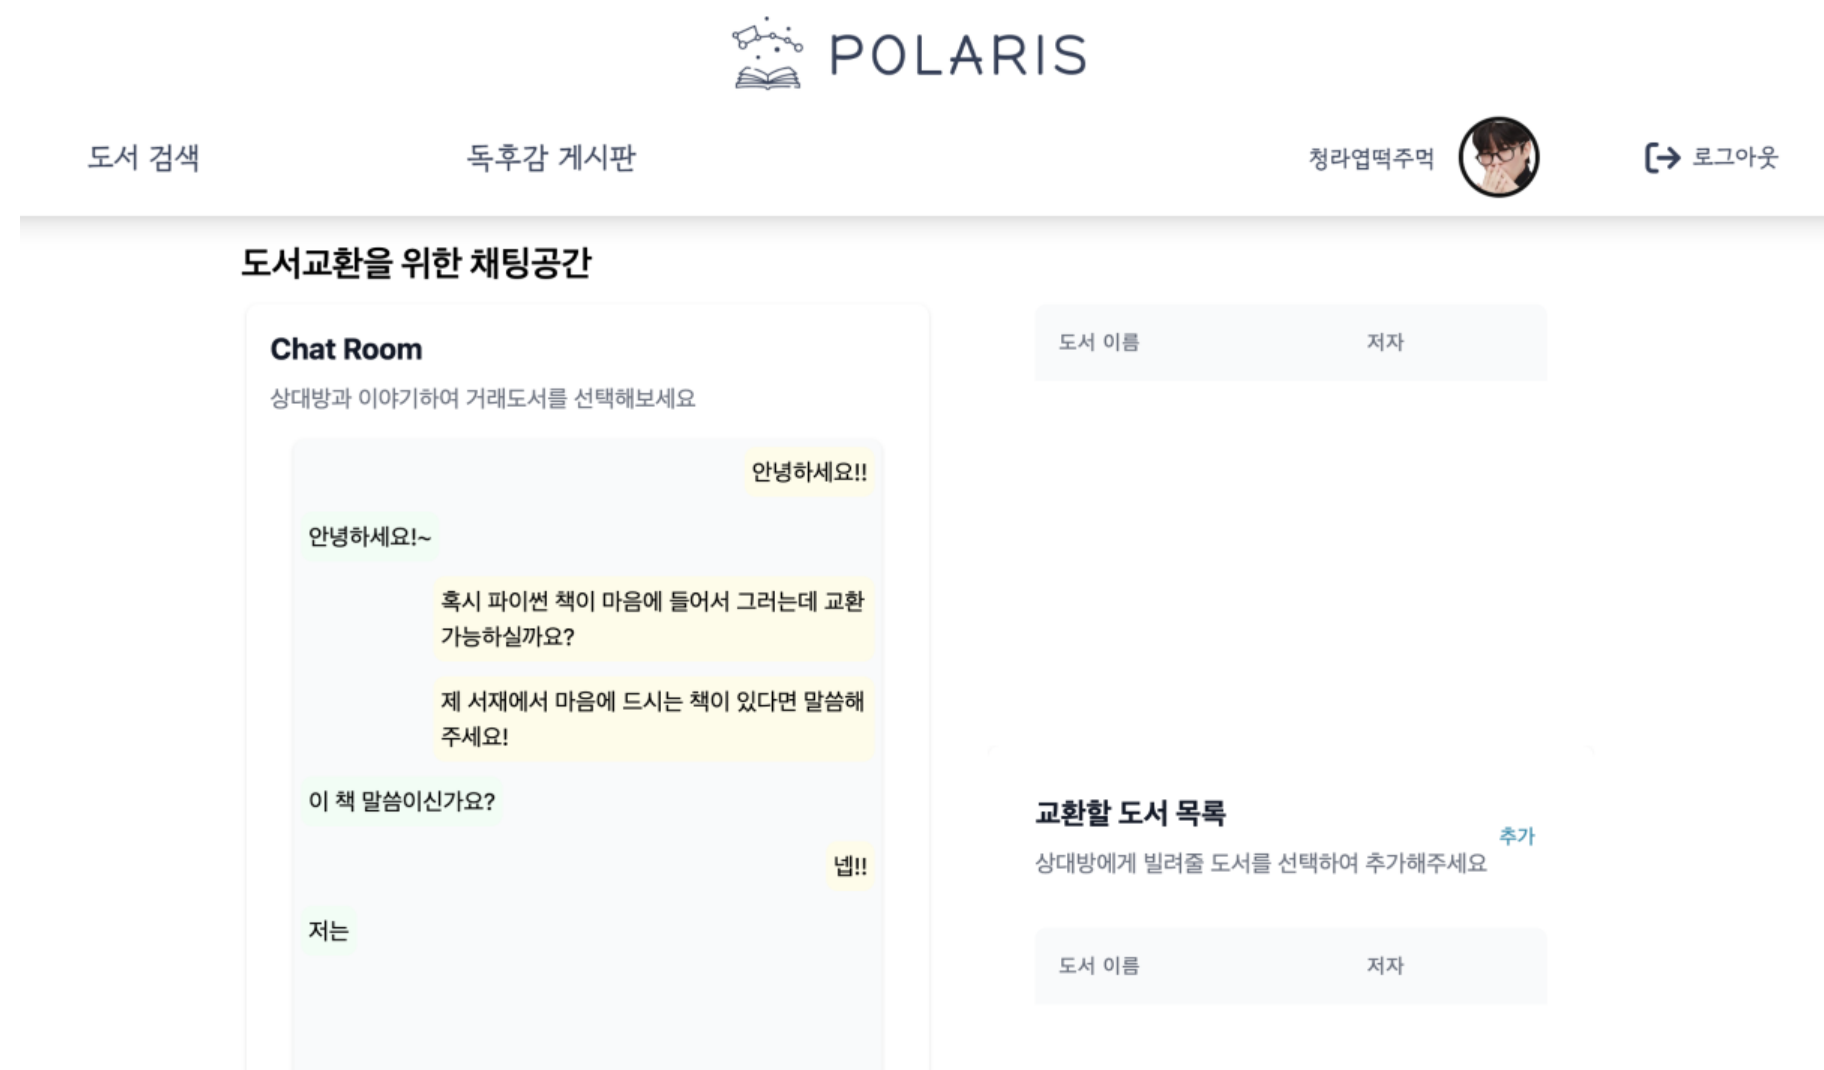 POLARIS
도서 검색
독후감 게시판
청라엽떡주먹
로그아웃
도서교환을 위한 채팅공간
Chat Room
상대방과 이야기하여 거래도서를 선택해보세요
안녕하세요!!
안녕하세요!~
혹시 파이썬 책이 마음에 들어서 그러는데 교환
가능하실까요?
제 서재에서 마음에 드시는 책이 있다면 말씀해
주세요!
이 책 말씀이신가요?
넵!!
저는
도서 이름
저자
교환할 도서 목록
추가
상대방에게 빌려줄 도서를 선택하여 추가해주세요
도서 이름
저자